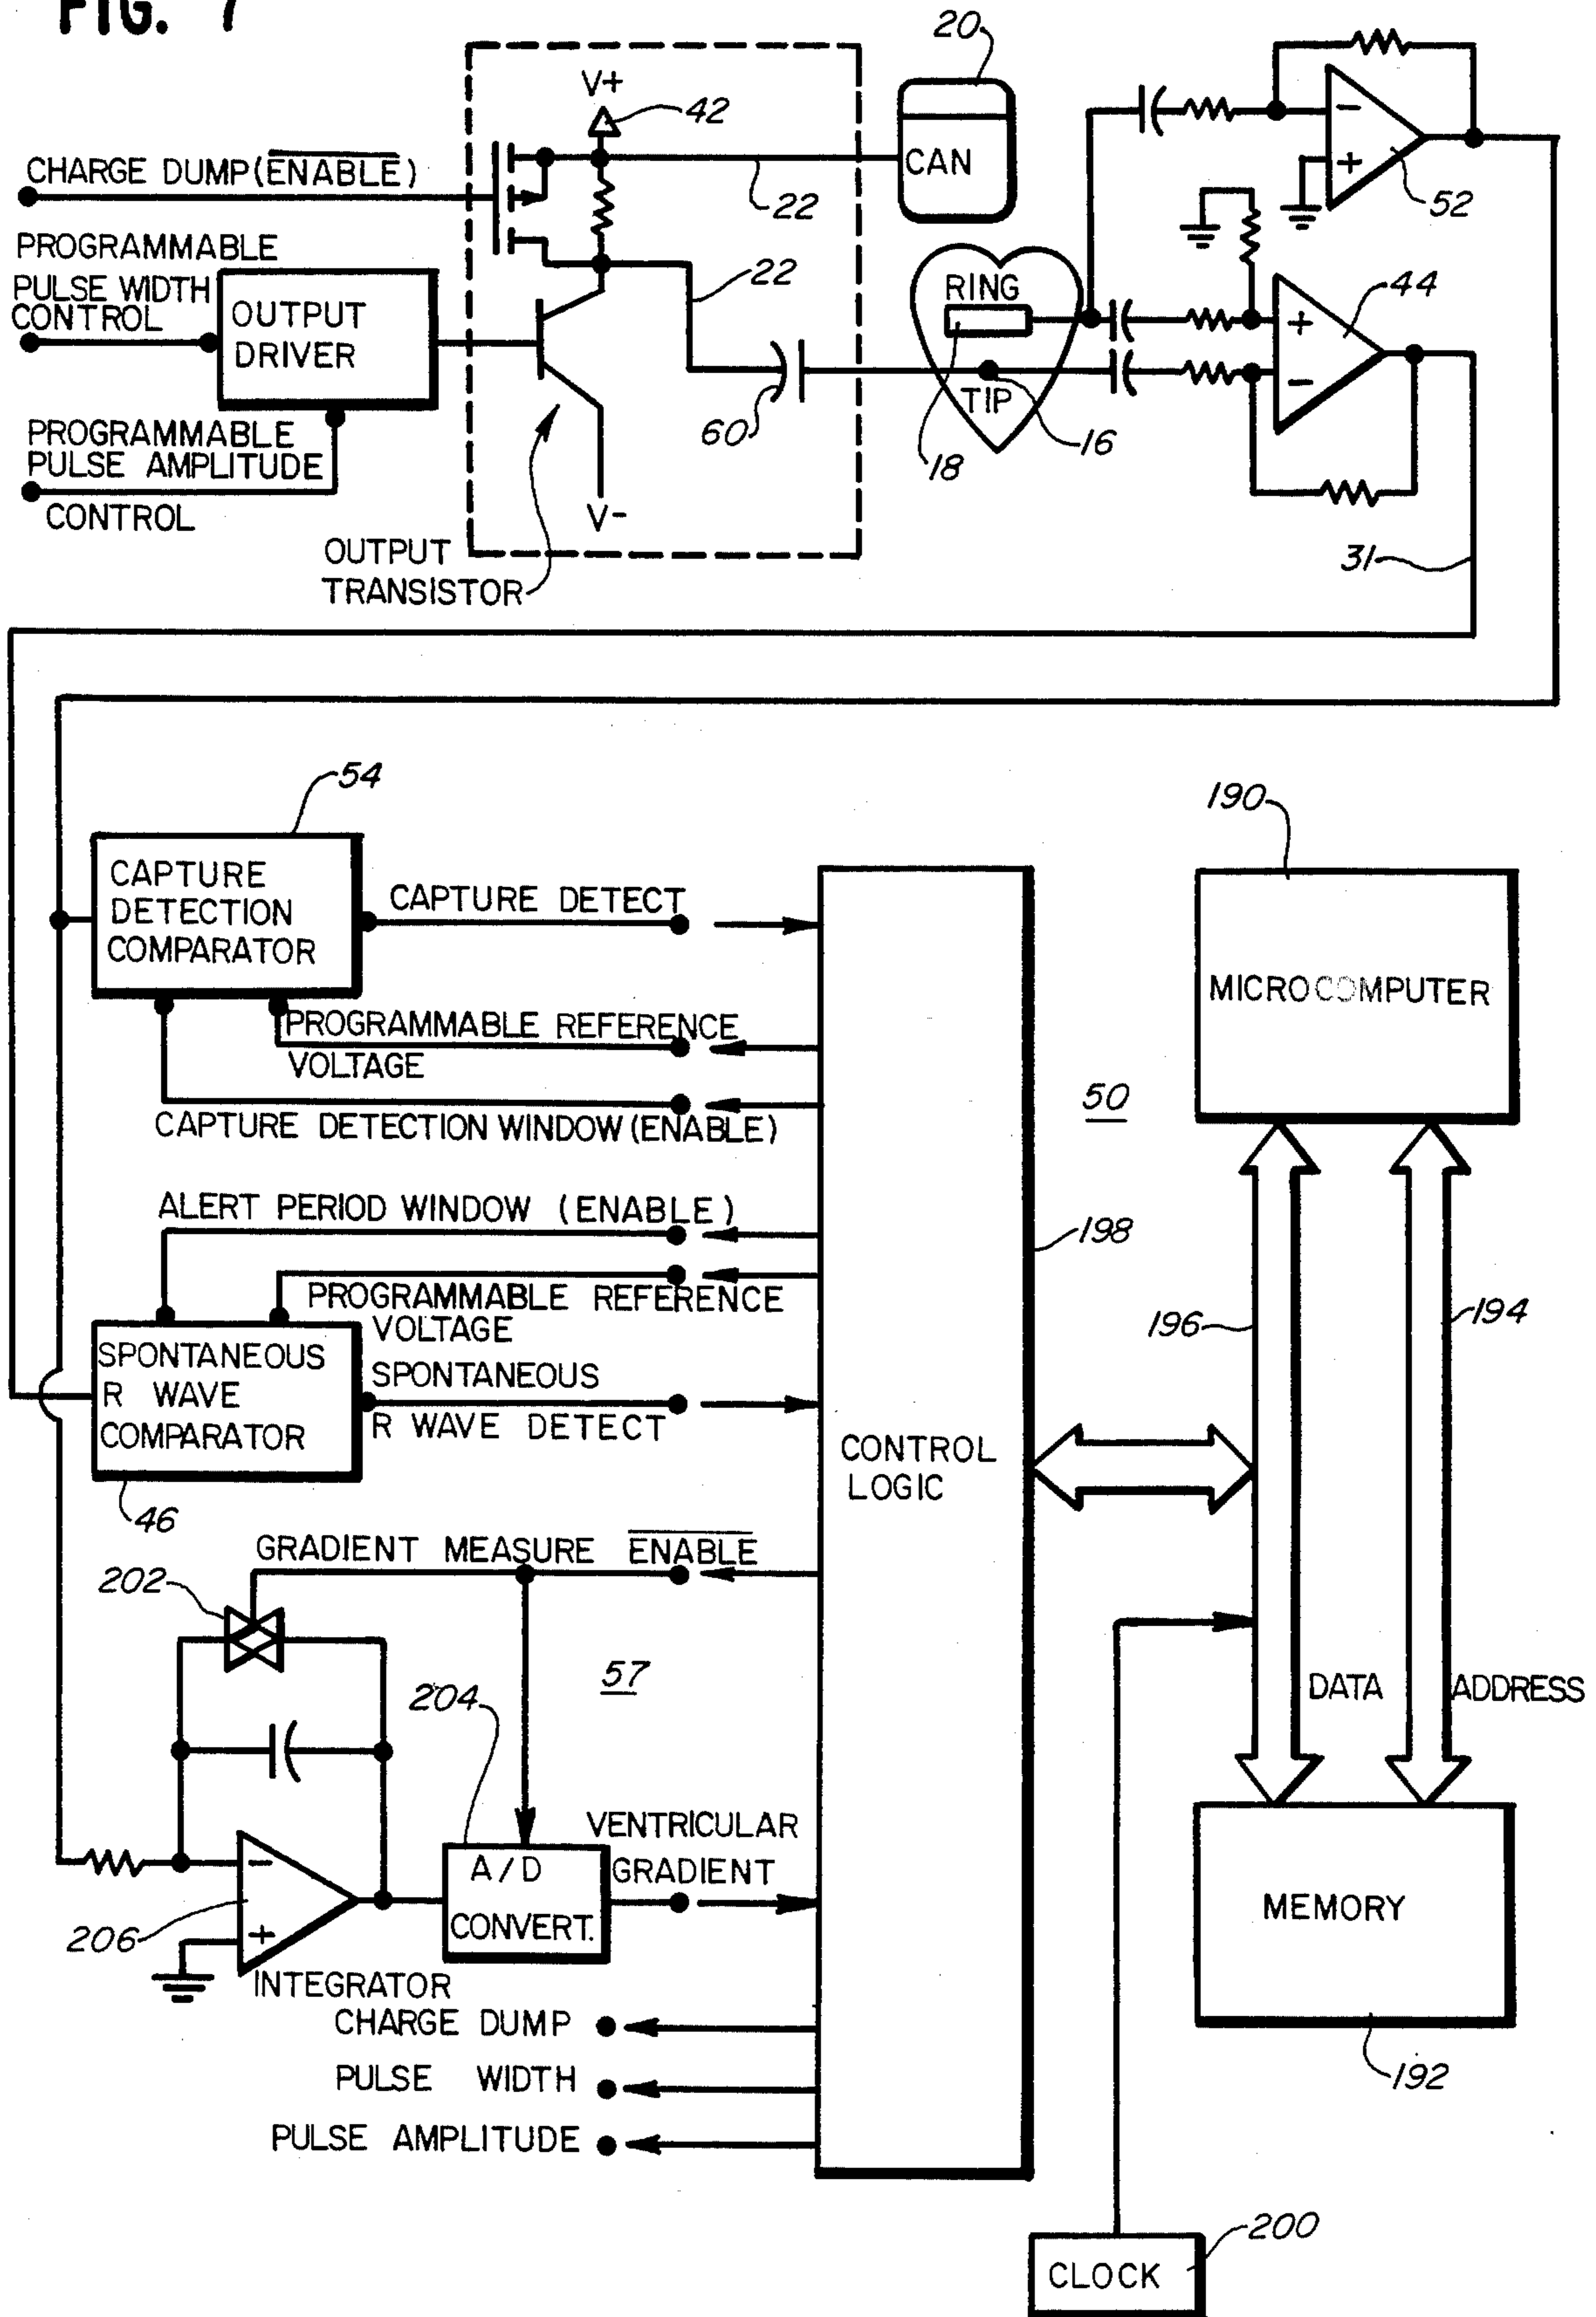 FIG. 7
20
V+
42
CAN
CHARGE DUMP (ENABLE)
22
52
PROGRAMMABLE
PULSE WIDTH
CONTROL
OUTPUT
DRIVER
22
RING
44
+
-
-
+
TIP
60
18
16
PROGRAMMABLE
PULSE AMPLITUDE
CONTROL
V-
OUTPUT
TRANSISTOR
31
54
190
CAPTURE
DETECTION
COMPARATOR
CAPTURE DETECT
MICROCOMPUTER
PROGRAMMABLE REFERENCE
VOLTAGE
50
CAPTURE DETECTION WINDOW (ENABLE)
ALERT PERIOD WINDOW (ENABLE)
198
PROGRAMMABLE REFERENCE
VOLTAGE
196
194
SPONTANEOUS
R WAVE
COMPARATOR
SPONTANEOUS
R WAVE DETECT
CONTROL
LOGIC
46
GRADIENT MEASURE ENABLE
202
57
204
DATA
ADDRESS
VENTRICULAR
GRADIENT
A/D
CONVERT.
-
+
206
MEMORY
INTEGRATOR
CHARGE DUMP
PULSE WIDTH
192
PULSE AMPLITUDE
200
CLOCK